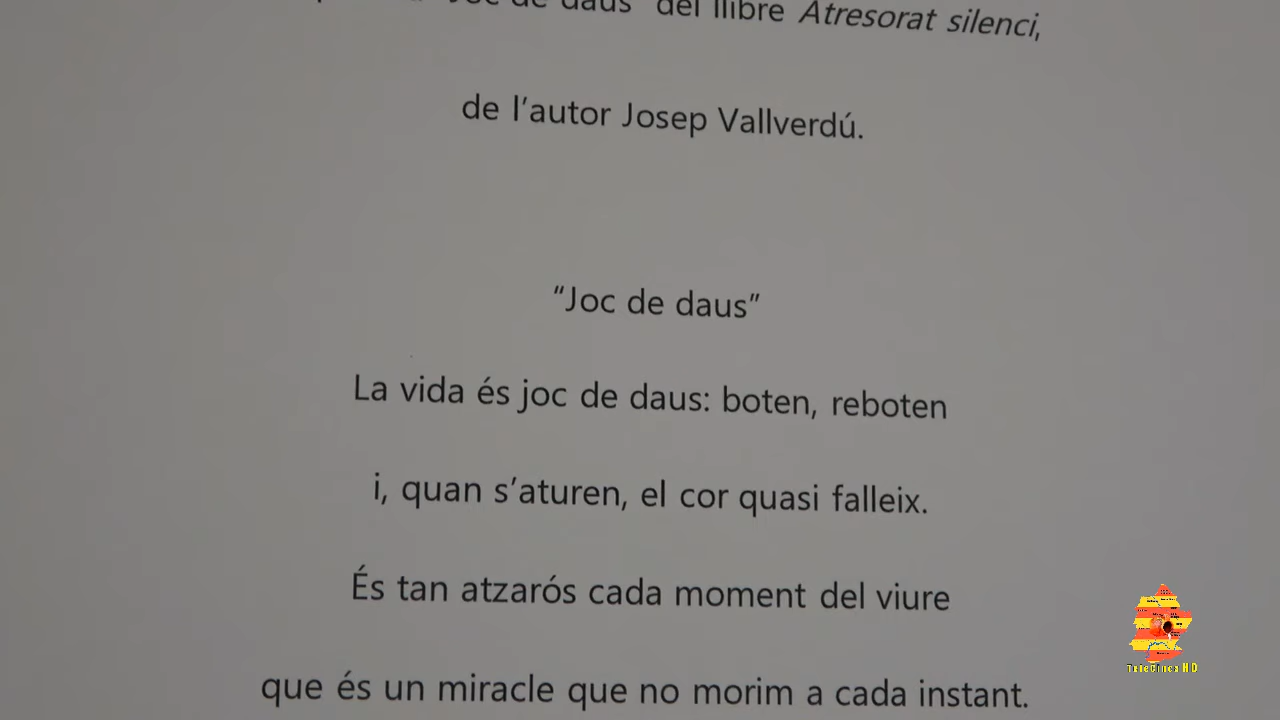 de daus" del llibre Atresorat silenci,
de l'autor Josep Vallverdú.
"Joc de daus"
La vida és joc de daus: boten, reboten
i, quan s'aturen, el cor quasi falleix.
És tan atzarós cada moment del viure
que és un miracle que no morim a cada instant.